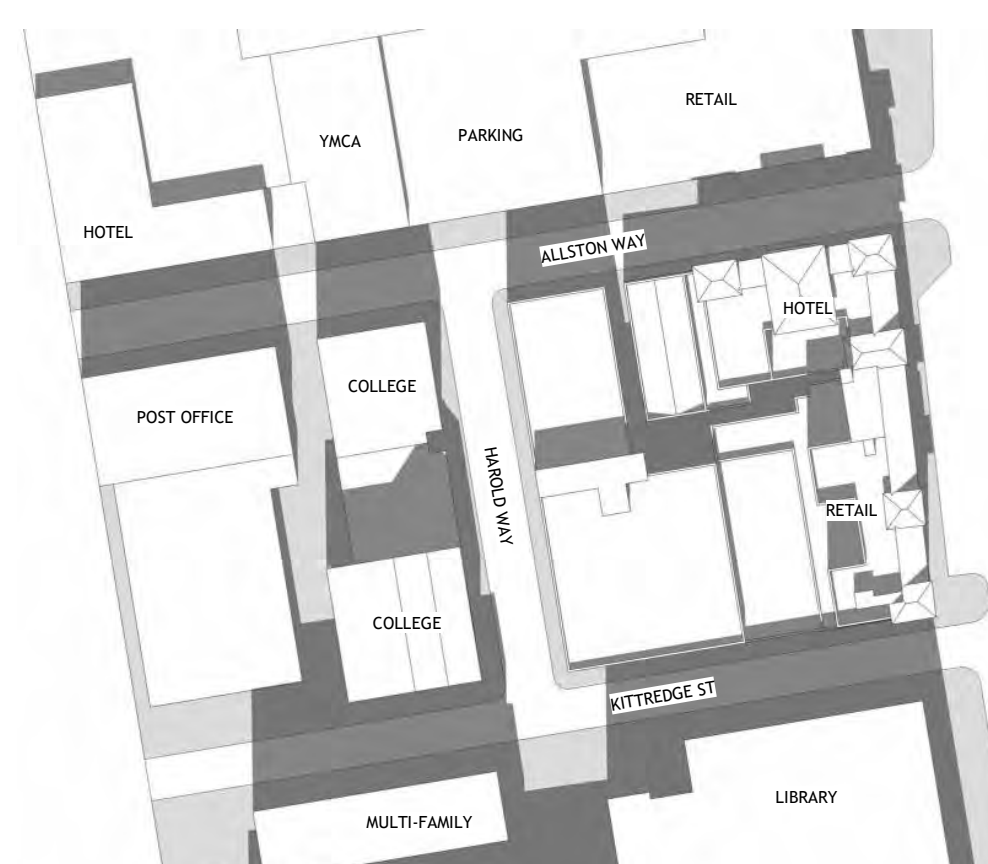 RETAIL
PARKING
YMCA
HOTEL
ALLSTON WAY
HOTEL
COLLEGE
POST OFFICE
HAROLD WAY
RETAIL
COLLEGE
KITTREDGE ST
LIBRARY
MULTI-FAMILY